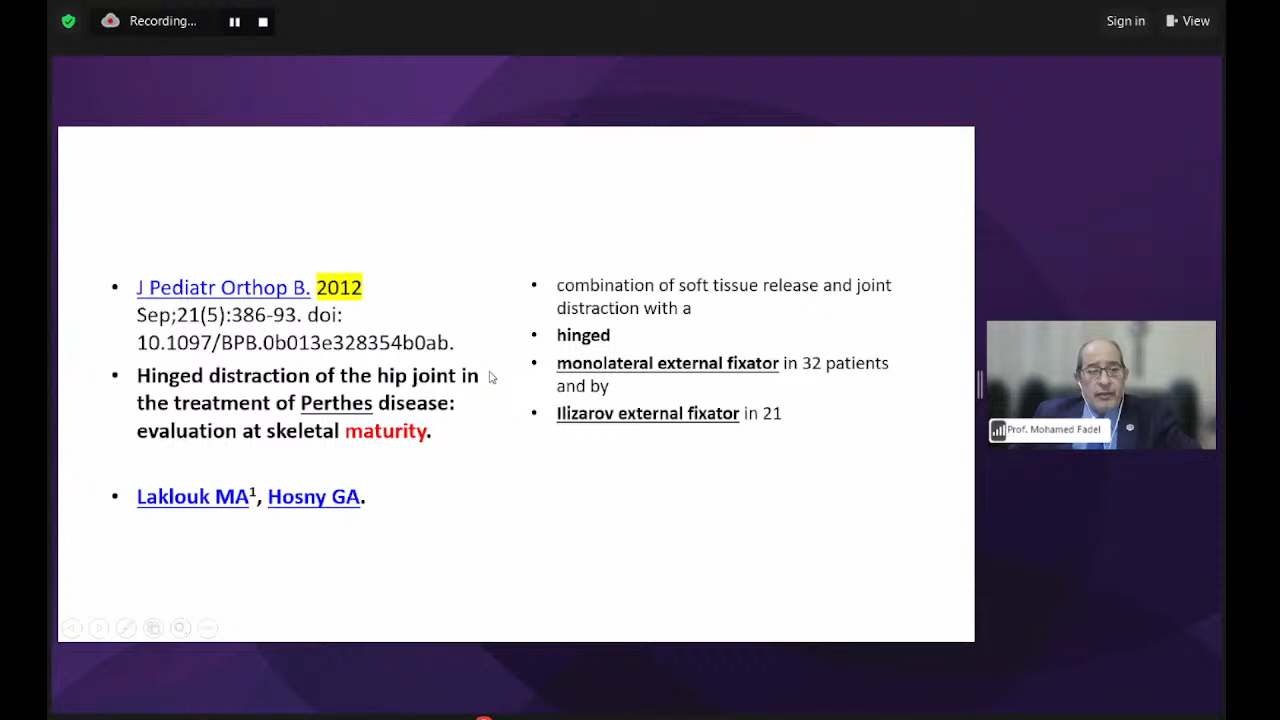 Recording...
Sign in
View
• J Pediatr Orthop B. 2012
Sep;21(5):386-93. doi:
10.1097/BPB.0b013e328354b0ab.
• Hinged distraction of the hip joint in
the treatment of Perthes disease:
evaluation at skeletal maturity.
• Laklouk MA1, Hosny GA.
• combination of soft tissue release and joint
distraction with a
• hinged
• monolateral external fixator in 32 patients
and by
• Ilizarov external fixator in 21
Prof. Mohamed Fadel